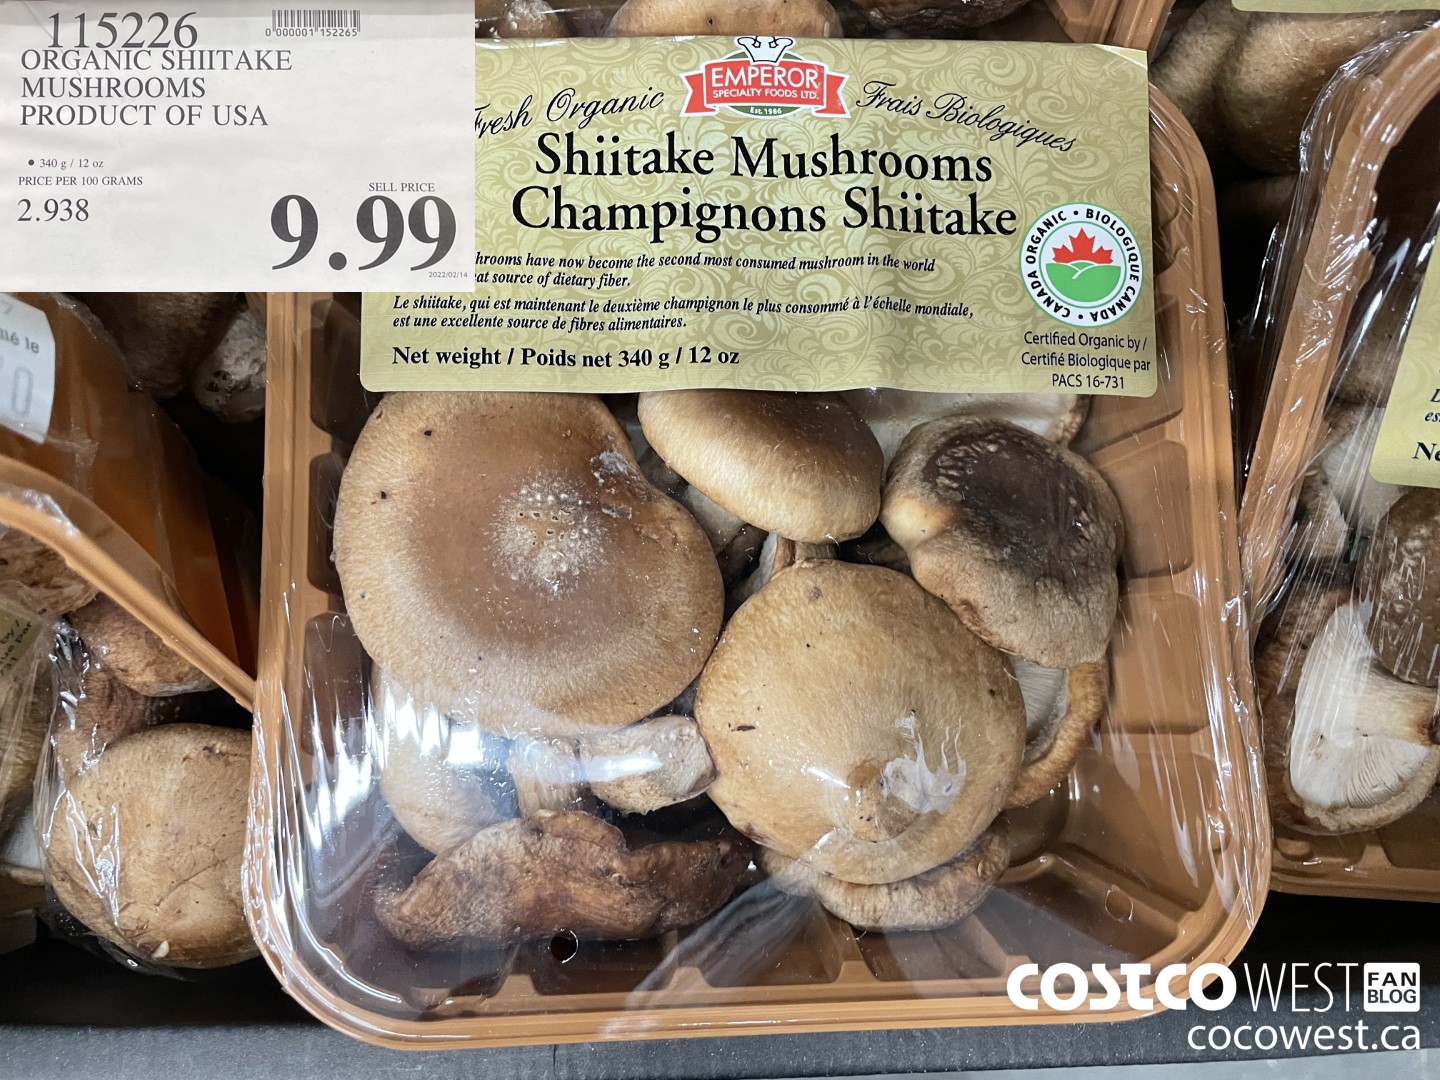 115226
0 000001 152265
ORGANIC SHIITAKE
MUSHROOMS
PRODUCT OF USA
• 340 g / 12 oz
PRICE PER 100 GRAMS
2.938
SELL PRICE
9.99
2022/02/14
EMPEROR
SPECIALTY FOODS LTD.
Est. 1986
Fresh Organic
Frais Biologiques
Shiitake Mushrooms
Champignons Shiitake
have now become the second most consumed mushroom in the world
source of dietary fiber.
Le shiitake, qui est maintenant le deuxième champignon le plus consommé à l'échelle mondiale,
est une excellente source de fibres alimentaires.
Net weight / Poids net 340 g / 12 oz
CANADA ORGANIC • BIOLOGIQUE CANADA •
Certified Organic by /
Certifié Biologique par
PACS 16-731
COSTCO WEST FAN
BLOG
cocowest.ca